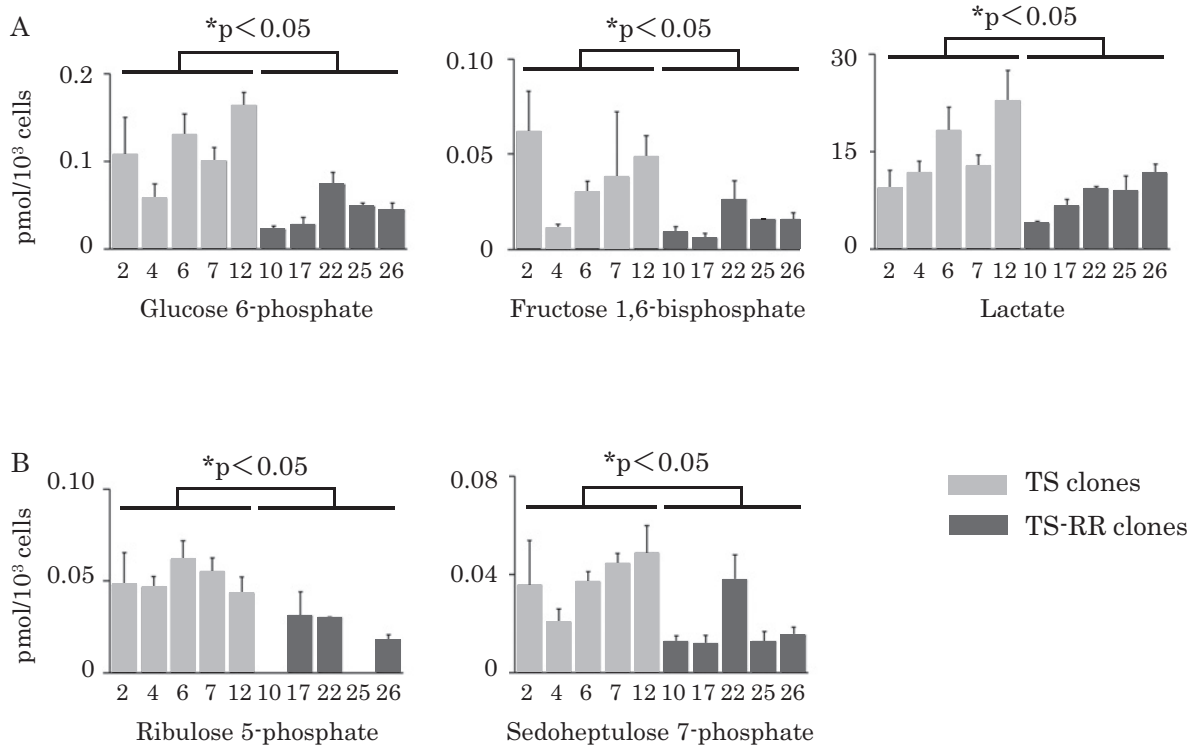 A
*p<0.05
*p<0.05
*p<0.05
pmol/10³ cells
0.2
0.1
0
2 4 6 7 12 10 17 22 25 26
Glucose 6-phosphate
0.10
0.05
0
2 4 6 7 12 10 17 22 25 26
Fructose 1,6-bisphosphate
30
15
0
2 4 6 7 12 10 17 22 25 26
Lactate
B
*p<0.05
*p<0.05
pmol/10³ cells
0.10
0.05
0
2 4 6 7 12 10 17 22 25 26
Ribulose 5-phosphate
0.08
0.04
0
2 4 6 7 12 10 17 22 25 26
Sedoheptulose 7-phosphate
TS clones
TS-RR clones